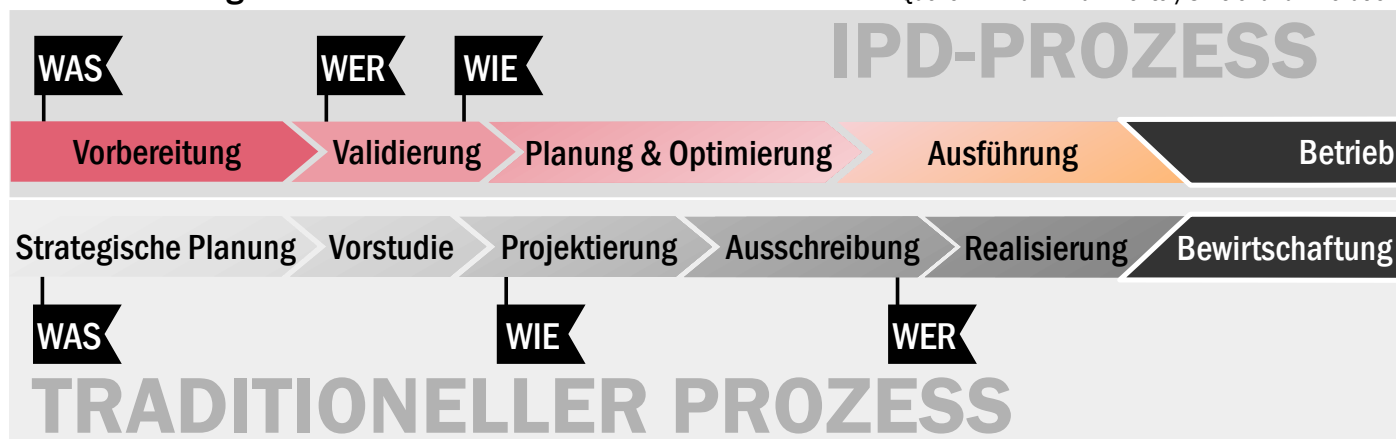 IPD-PROZESS
WAS WER WIE
Vorbereitung Validierung Planung & Optimierung Ausführung Betrieb
Strategische Planung Vorstudie Projektierung Ausschreibung Realisierung Bewirtschaftung
WAS WIE WER
TRADITIONELLER PROZESS